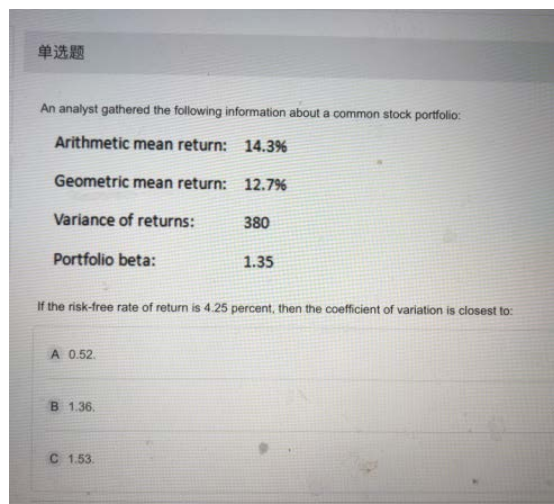 单选题
An analyst gathered the following information about a common stock portfolio:
Arithmetic mean return: 14.3%
Geometric mean return: 12.7%
Variance of returns: 380
Portfolio beta: 1.35
If the risk-free rate of return is 4.25 percent, then the coefficient of variation is closest to:
A 0.52.
B 1.36.
C 1.53.